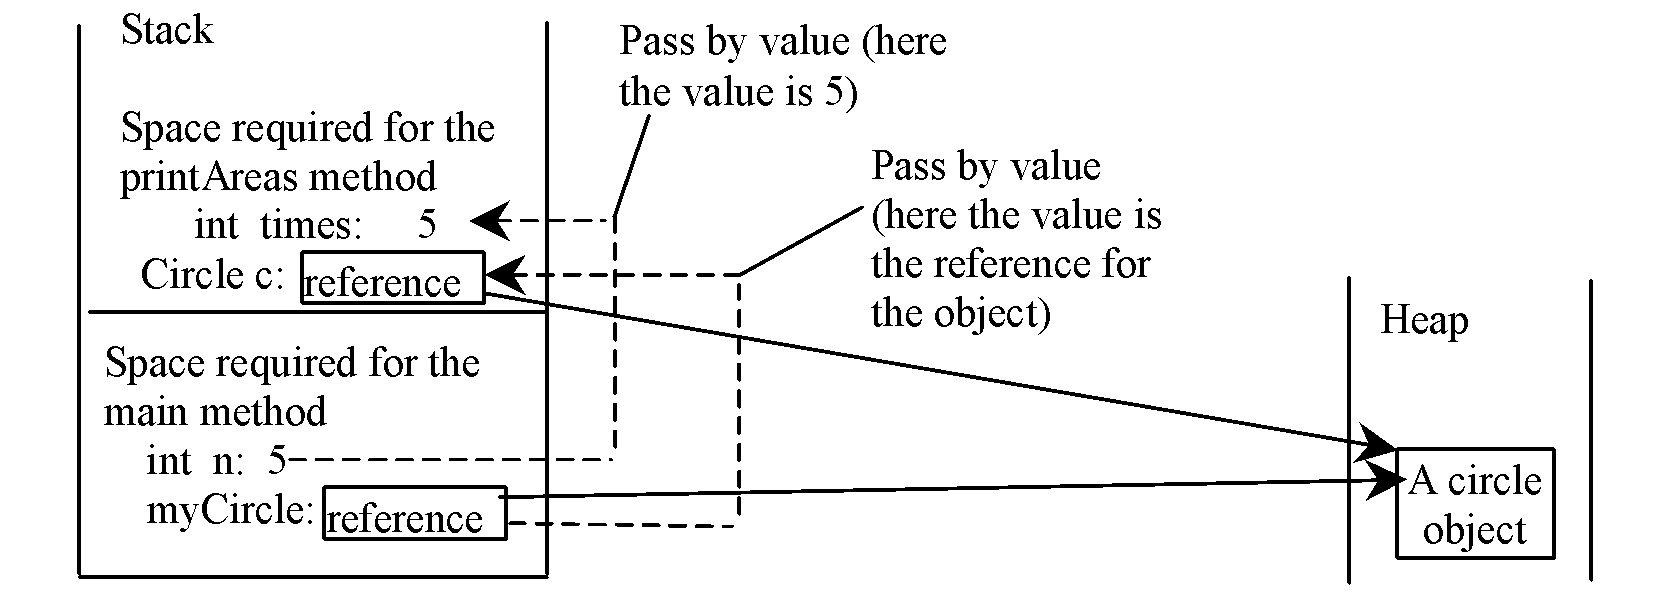 Stack
Space required for the
printAreas method
int times: 5
Circle c: reference
Space required for the
main method
int n: 5
myCircle: reference
Pass by value (here
the value is 5)
Pass by value
(here the value is
the reference for
the object)
Heap
A circle
object